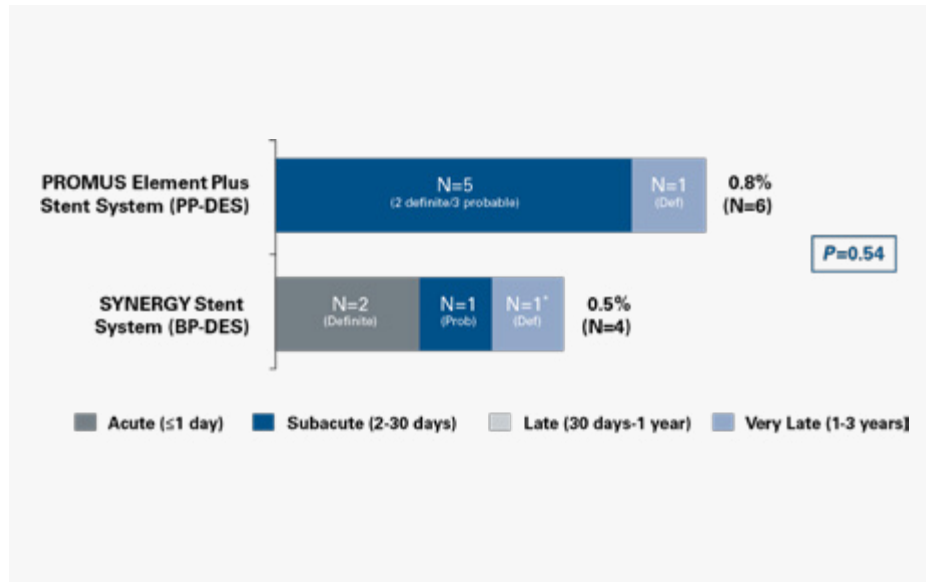 PROMUS Element Plus
Stent System (PP-DES)
N=5
(2 definite/3 probable)
N=1
(Def)
0.8%
(N=6)
P=0.54
SYNERGY Stent
System (BP-DES)
N=2
(Definite)
N=1
(Prob)
N=1*
(Def)
0.5%
(N=4)
Acute (≤1 day)
Subacute (2-30 days)
Late (30 days-1 year)
Very Late (1-3 years]